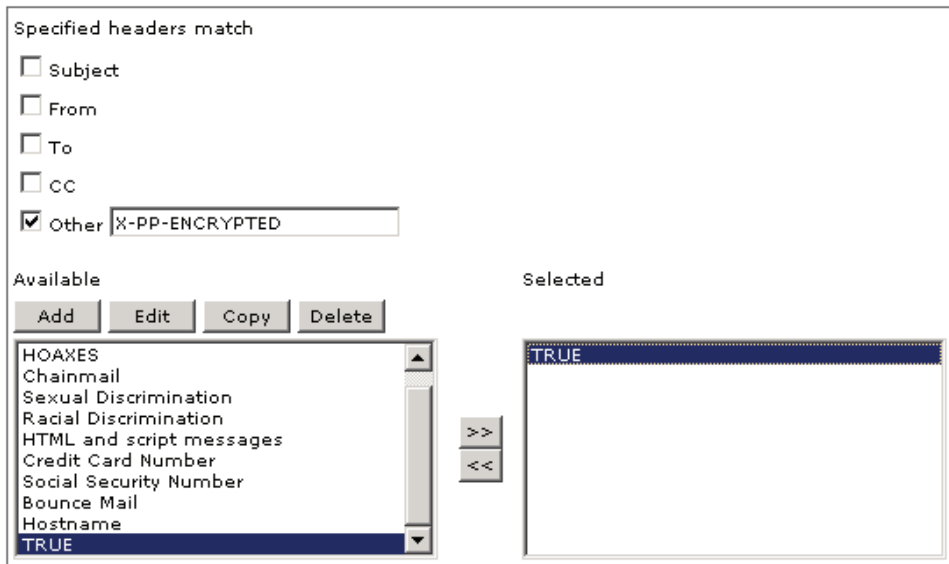 Specified headers match
Subject
From
To
CC
Other X-PP-ENCRYPTED
Available
Selected
Add Edit Copy Delete
HOAXES
Chainmail
Sexual Discrimination
Racial Discrimination
HTML and script messages
Credit Card Number
Social Security Number
Bounce Mail
Hostname
TRUE
>>
<<
TRUE